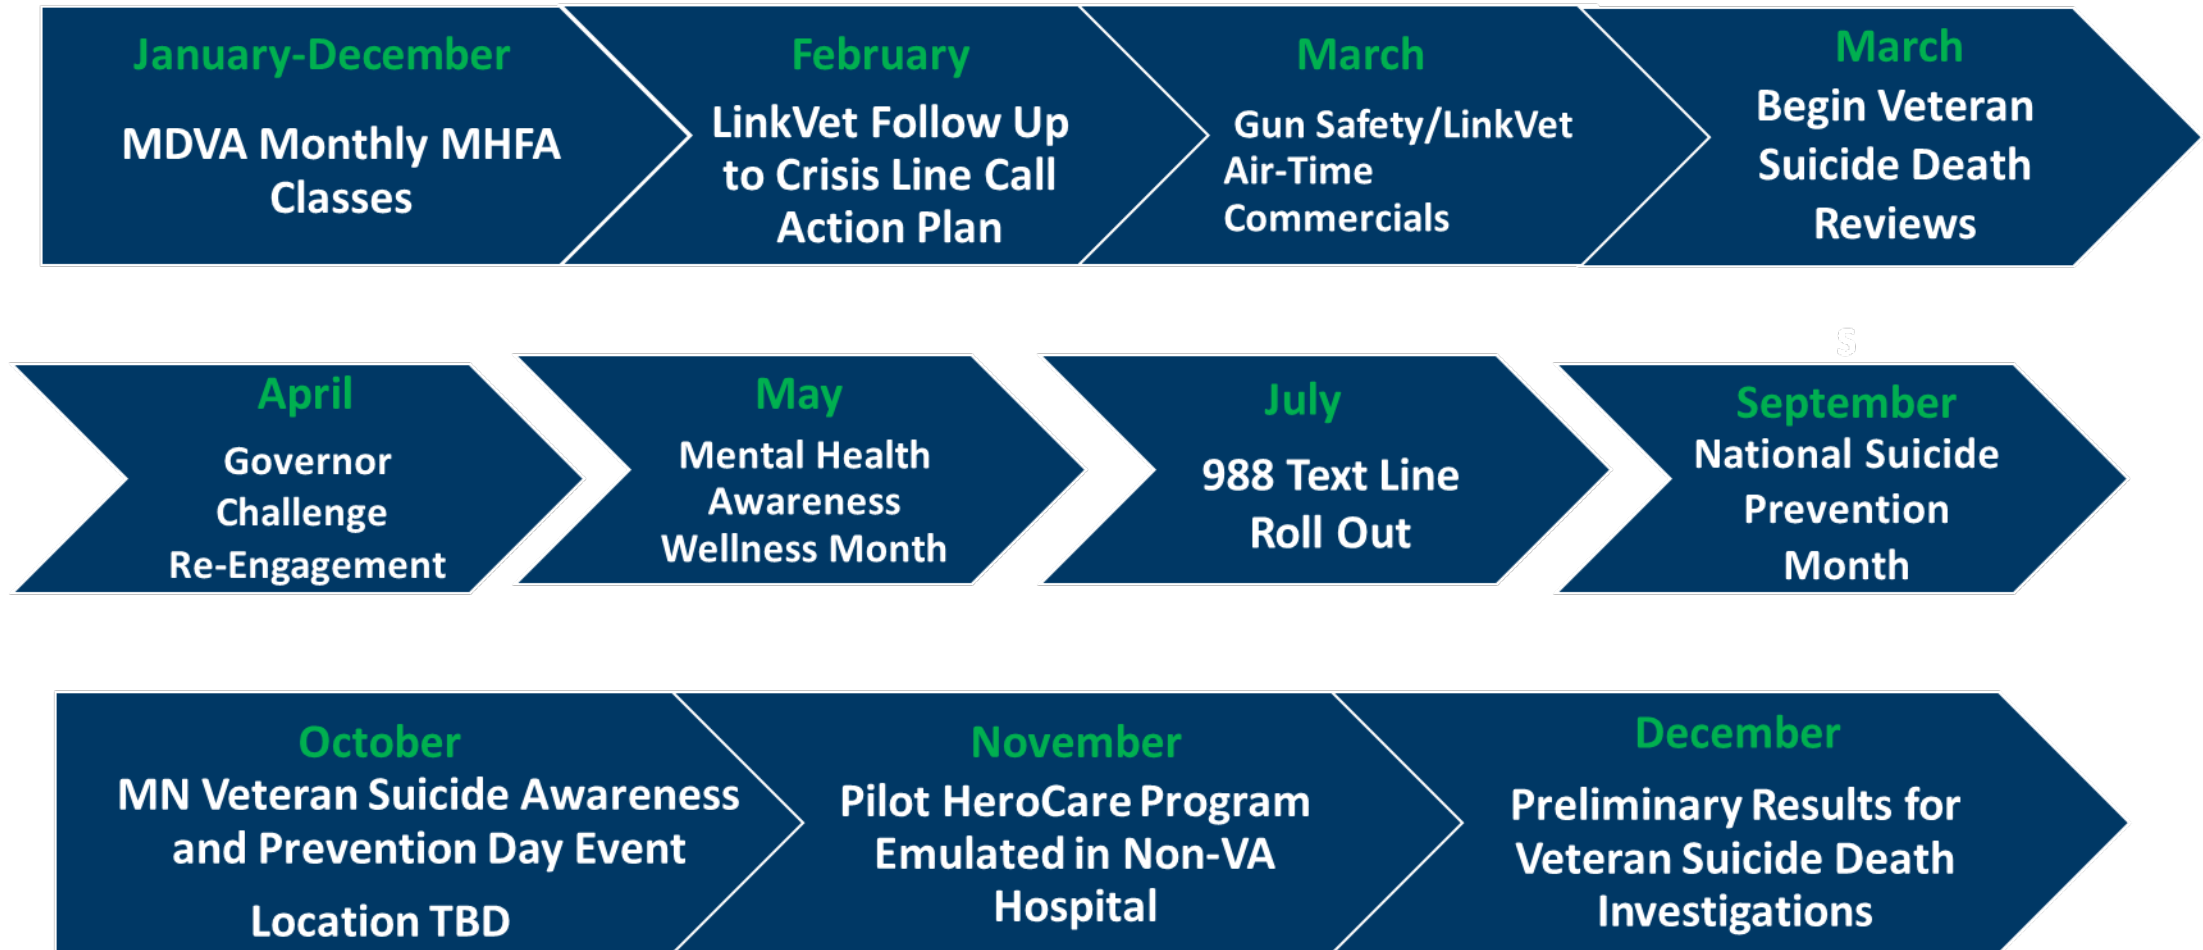 January-December
MDVA Monthly MHFA
Classes
February
LinkVet Follow Up
to Crisis Line Call
Action Plan
March
Gun Safety/LinkVet
Air-Time
Commercials
March
Begin Veteran
Suicide Death
Reviews
S
April
Governor
Challenge
Re-Engagement
May
Mental Health
Awareness
Wellness Month
July
988 Text Line
Roll Out
September
National Suicide
Prevention
Month
October
MN Veteran Suicide Awareness
and Prevention Day Event
Location TBD
November
Pilot HeroCare Program
Emulated in Non-VA
Hospital
December
Preliminary Results for
Veteran Suicide Death
Investigations